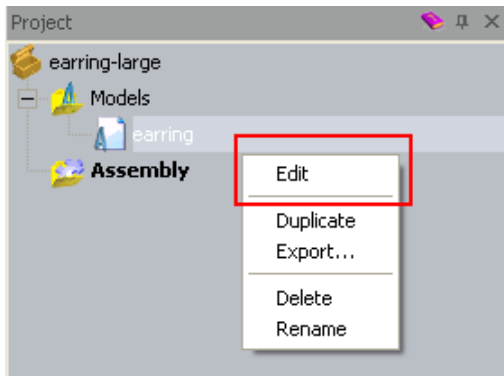 Project
earring-large
Models
earring
Assembly
Edit
Duplicate
Export...
Delete
Rename